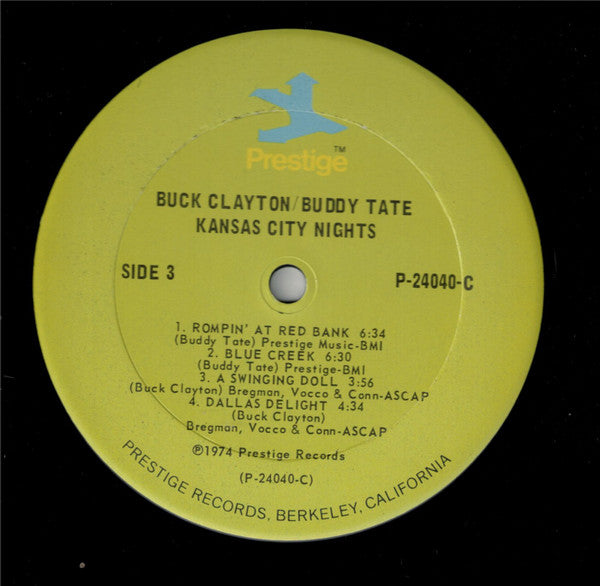 Prestige™
BUCK CLAYTON/BUDDY TATE
KANSAS CITY NIGHTS
SIDE 3
P-24040-C
1. ROMPIN' AT RED BANK 6:34
(Buddy Tate) Prestige Music-BMI
2. BLUE CREEK 6:30
(Buddy Tate) Prestige-BMI
3. A SWINGING DOLL 3:56
(Buck Clayton) Bregman, Vocco & Conn-ASCAP
4. DALLAS DELIGHT 4:34
(Buck Clayton)
Bregman, Vocco & Conn-ASCAP
℗1974 Prestige Records
(P-24040-C)
PRESTIGE RECORDS, BERKELEY, CALIFORNIA